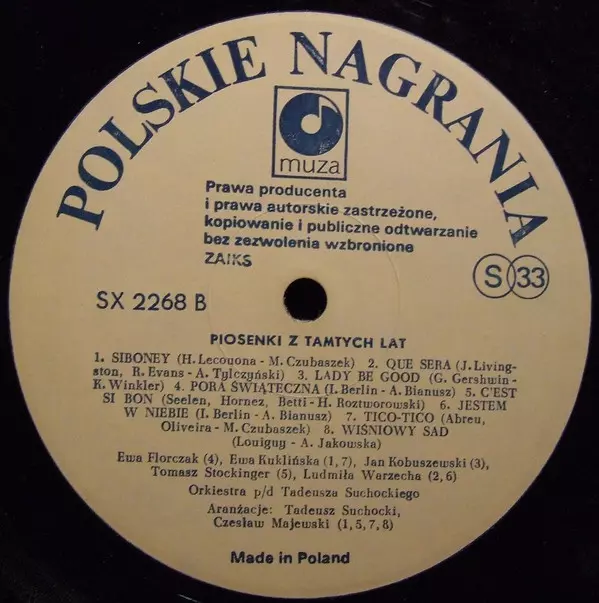 POLSKIE NAGRANIA
muza
Prawa producenta
i prawa autorskie zastrzeżone,
kopiowanie i publiczne odtwarzanie
bez zezwolenia wzbronione
ZAIKS
SX 2268 B
S 33
PIOSENKI Z TAMTYCH LAT
1. SIBONEY (H. Lecouona - M. Czubaszek) 2. QUE SERA (J. Living-
ston, R. Evans - A. Tylczyński) 3. LADY BE GOOD (G. Gershwin-
K. Winkler) 4. PORA ŚWIĄTECZNA (I. Berlin - A. Bianusz) 5. C'EST
SI BON (Seelen, Hornez, Betti - H. Roztworowski) 6. JESTEM
W NIEBIE (I. Berlin - A. Bianusz) 7. TICO-TICO (Abreu,
Oliveira - M. Czubaszek) 8. WIŚNIOWY SAD
(Louiguy - A. Jakowska)
Ewa Florczak (4), Ewa Kuklińska (1, 7), Jan Kobuszewski (3),
Tomasz Stockinger (5), Ludmiła Warzecha (2, 6)
Orkiestra p/d Tadeusza Suchockiego
Aranżacje: Tadeusz Suchocki,
Czesław Majewski (1, 5, 7, 8)
Made in Poland